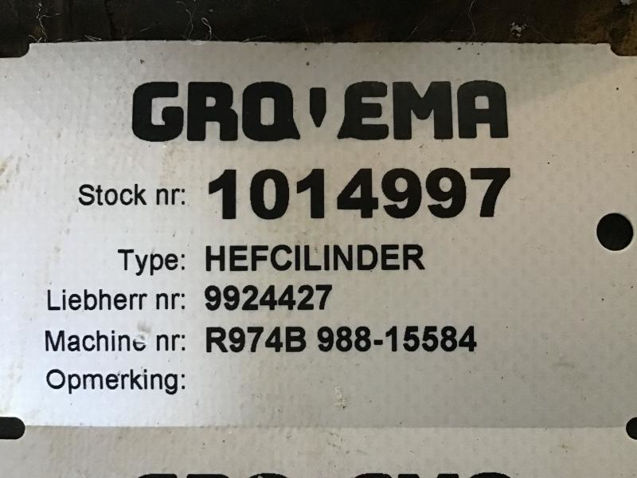 GROVEMA
Stock nr: 1014997
Type: HEFCILINDER
Liebherr nr: 9924427
Machine nr: R974B 988-15584
Opmerking: